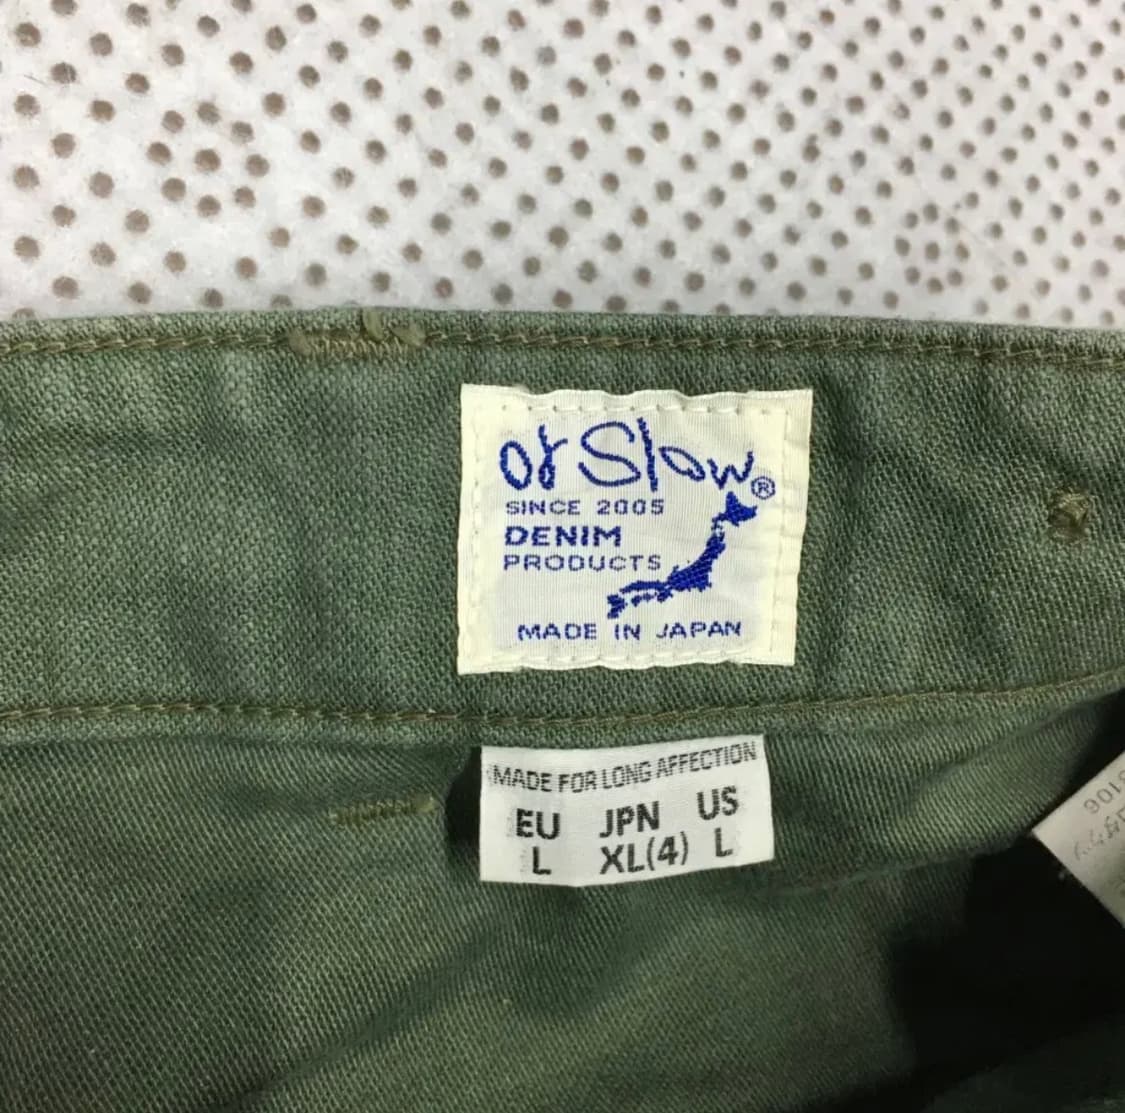 or Slow®
SINCE 2005
DENIM
PRODUCTS
MADE IN JAPAN
MADE FOR LONG AFFECTION
EU JPN US
L XL(4) L